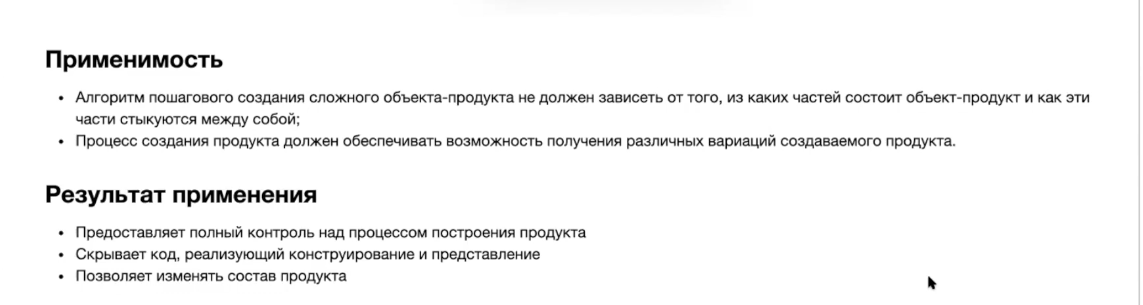 Применимость
• Алгоритм пошагового создания сложного объекта-продукта не должен зависеть от того, из каких частей состоит объект-продукт и как эти
части стыкуются между собой;
• Процесс создания продукта должен обеспечивать возможность получения различных вариаций создаваемого продукта.
Результат применения
• Предоставляет полный контроль над процессом построения продукта
• Скрывает код, реализующий конструирование и представление
• Позволяет изменять состав продукта